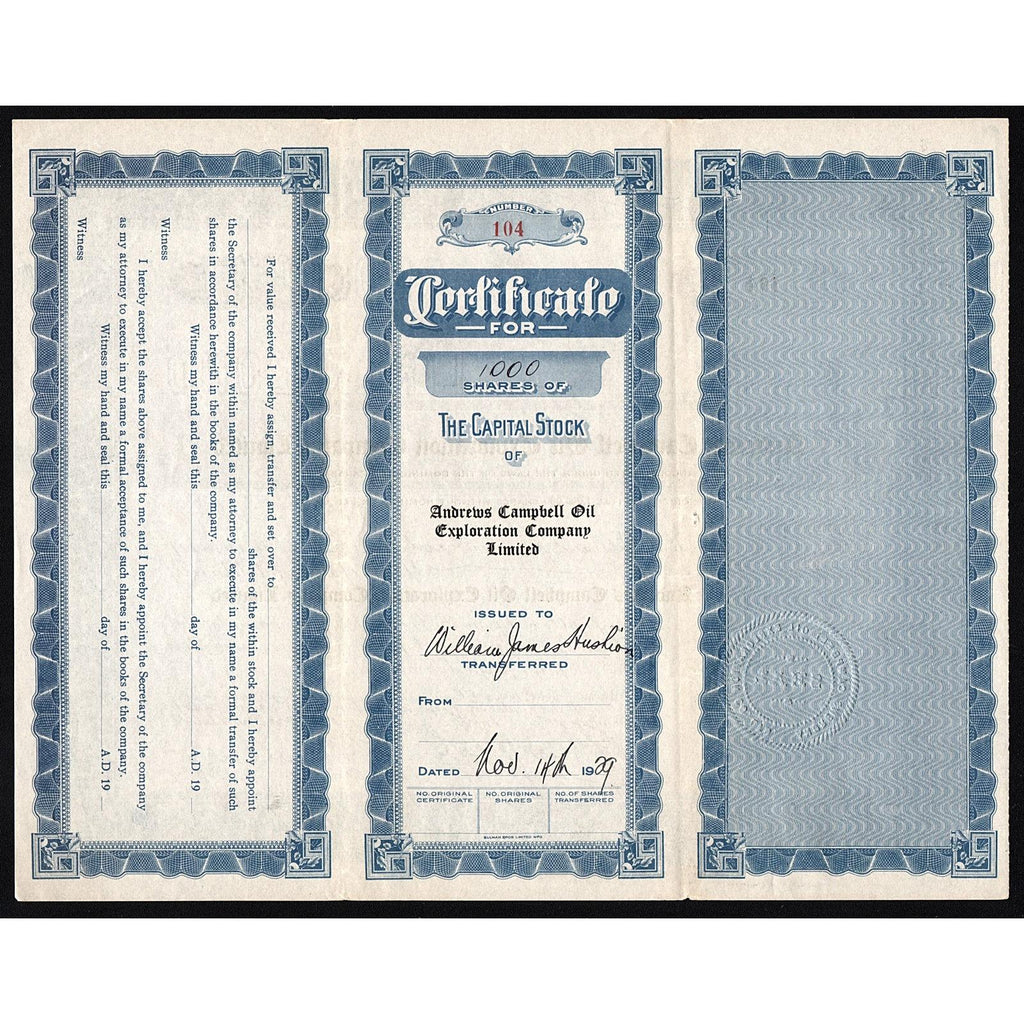 For value received I hereby assign, transfer and set over to
shares of the within stock and I hereby appoint
the Secretary of the company within named as my attorney to execute in my name a formal transfer of such
shares in accordance herewith in the books of the company.
Witness my hand and seal this day of A.D. 19
Witness
I hereby accept the shares above assigned to me, and I hereby appoint the Secretary of the company
as my attorney to execute in my name a formal acceptance of such shares in the books of the company.
Witness my hand and seal this day of A.D. 19
Witness
NUMBER
104
Certificate
FOR
1000
SHARES OF
THE CAPITAL STOCK
OF
Andrews Campbell Oil
Exploration Company
Limited
ISSUED TO
William James Hushion
TRANSFERRED
FROM
DATED Nov. 14th 1929
NO. ORIGINAL CERTIFICATE
NO. ORIGINAL SHARES
NO. OF SHARES TRANSFERRED
BULMAN BROS LIMITED WPG.